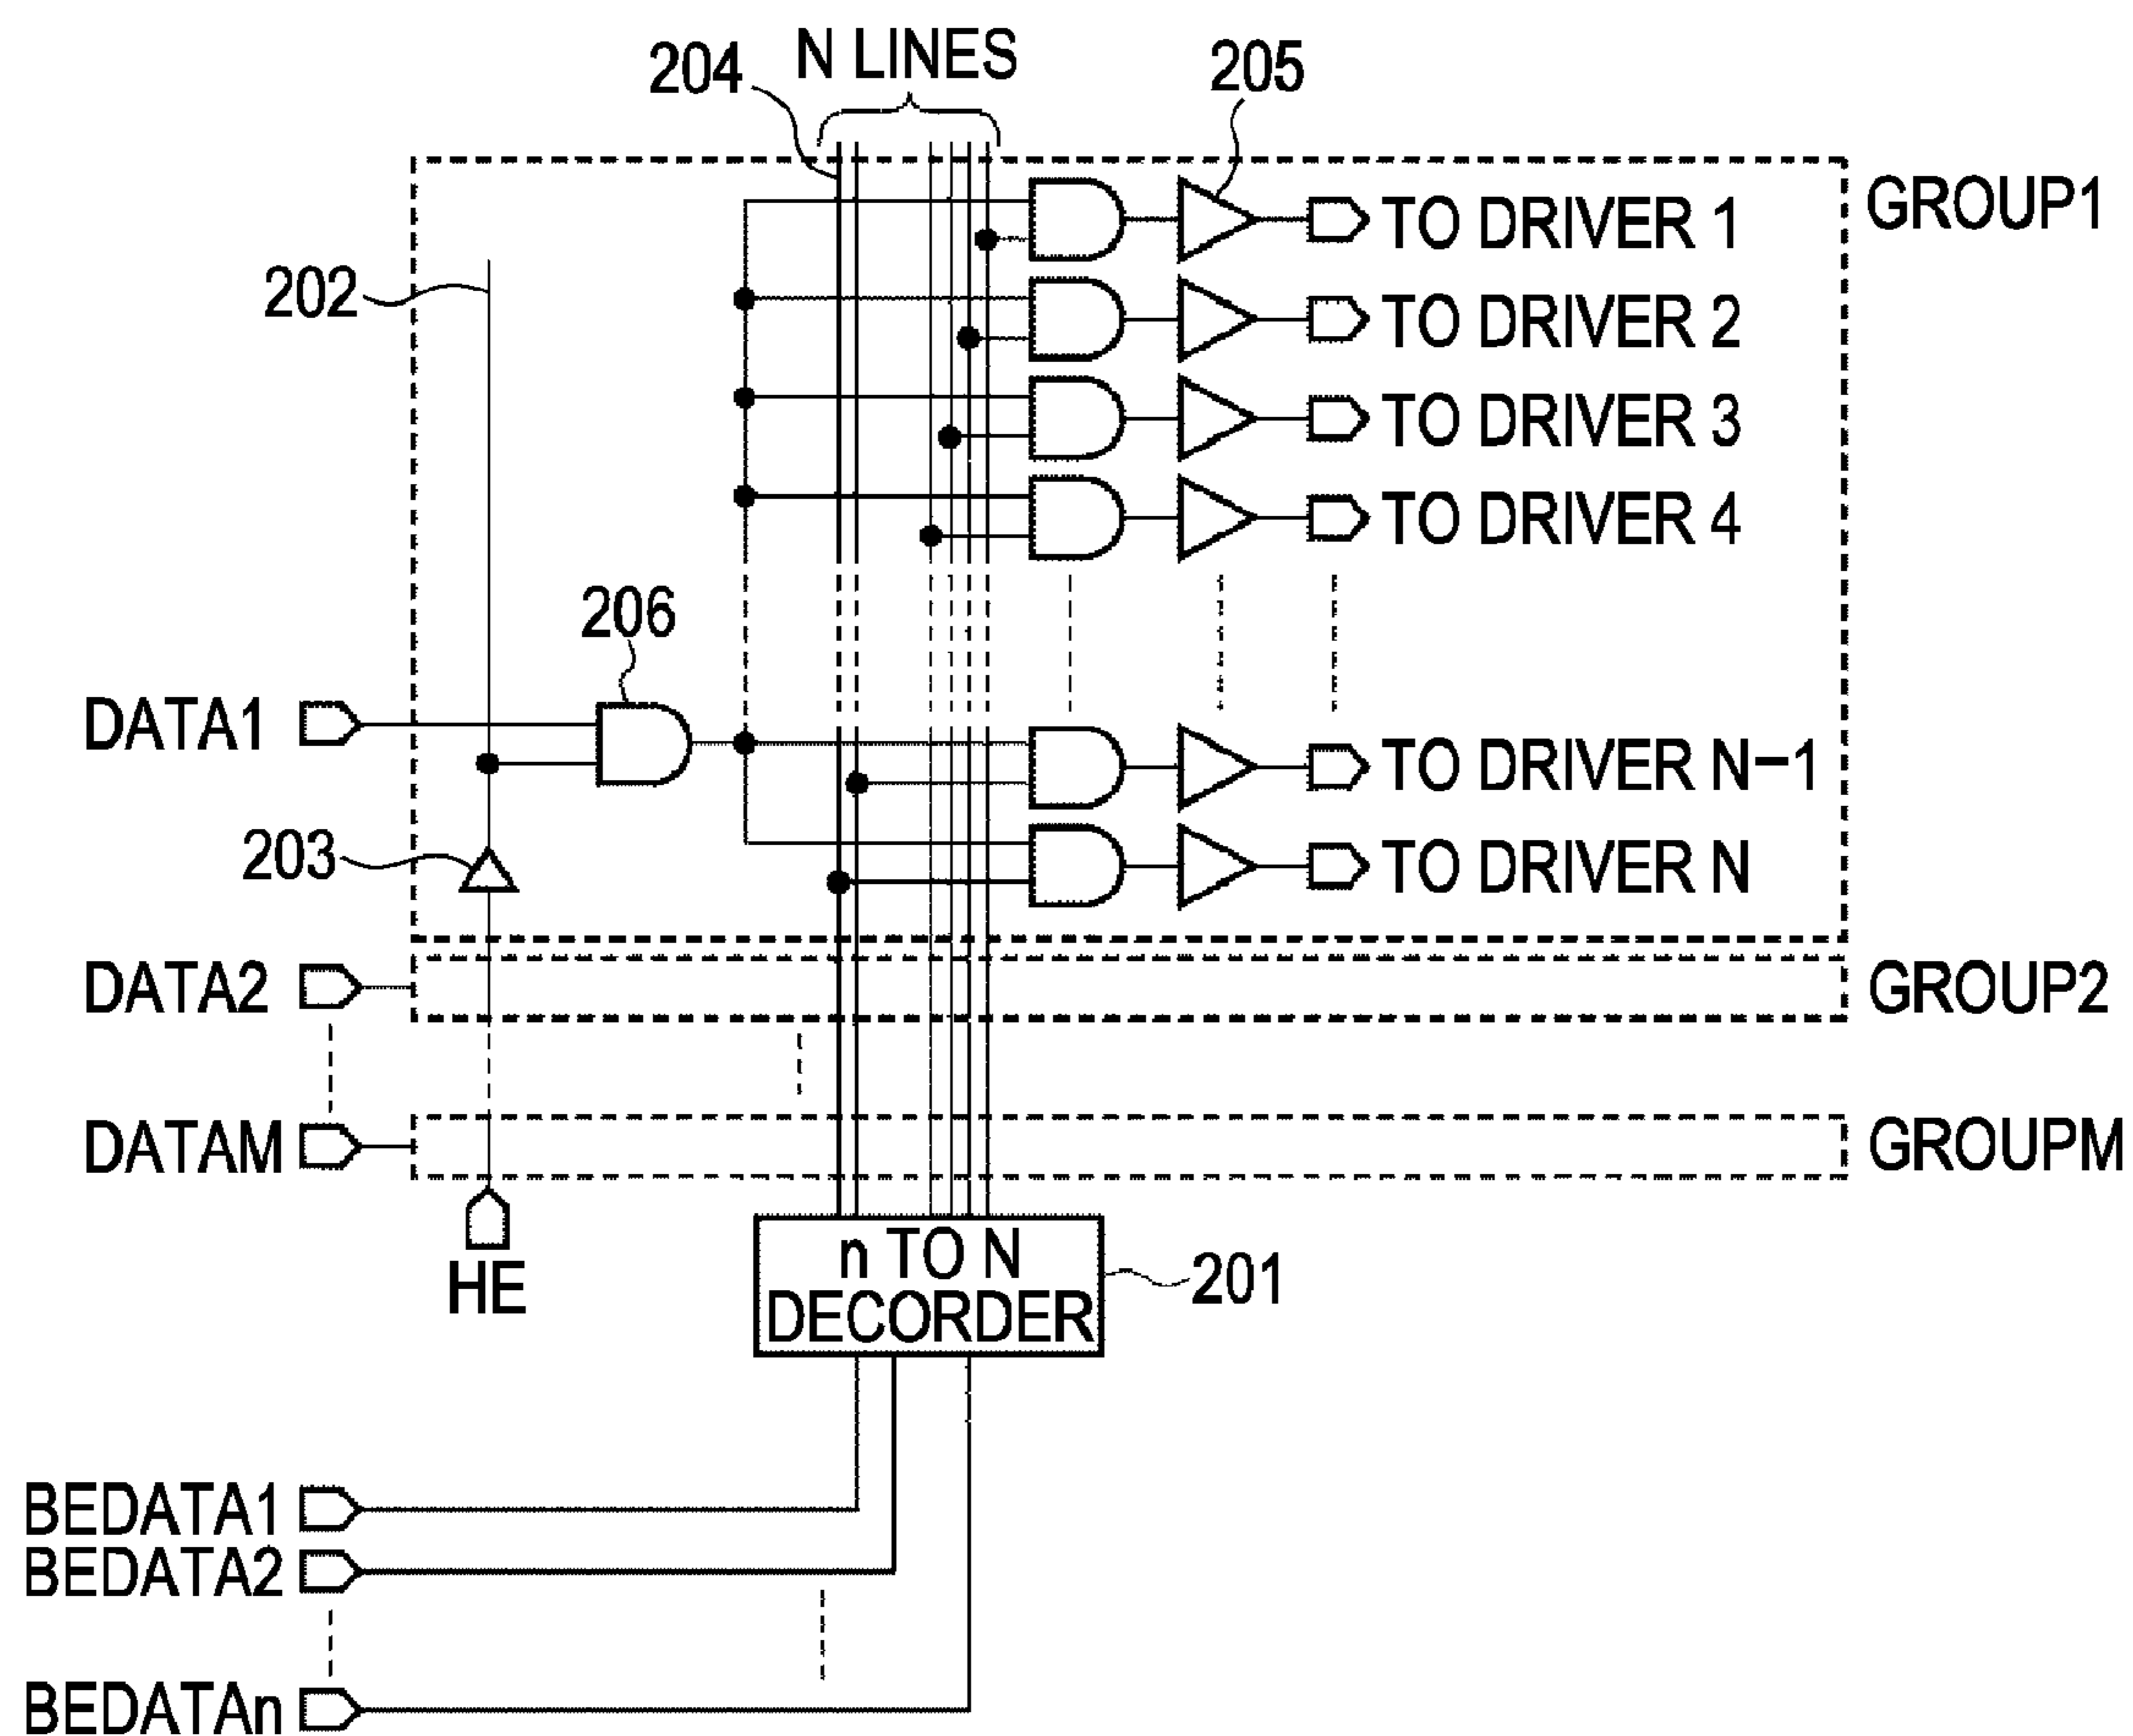 N LINES
204
205
GROUP1
TO DRIVER 1
202
TO DRIVER 2
TO DRIVER 3
TO DRIVER 4
206
DATA1
TO DRIVER N-1
203
TO DRIVER N
DATA2
GROUP2
DATAM
GROUPM
HE
n TO N
DECORDER
201
BEDATA1
BEDATA2
BEDATAn